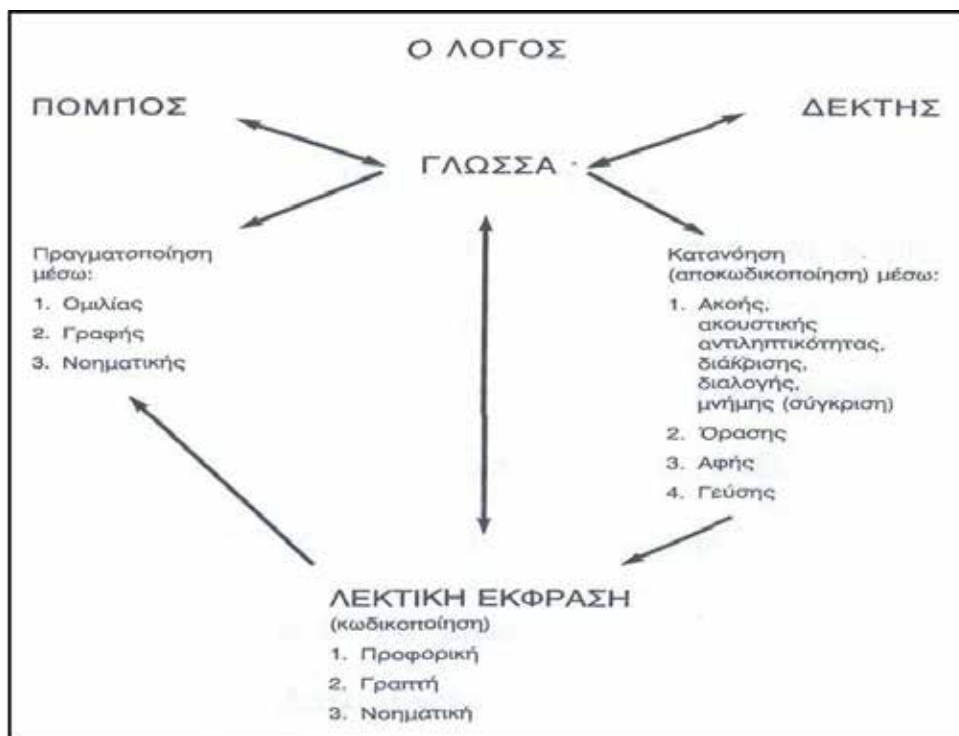 Ο ΛΟΓΟΣ
ΠΟΜΠΟΣ
ΔΕΚΤΗΣ
ΓΛΩΣΣΑ
Πραγματοποίηση
μέσω:
1. Ομιλίας
2. Γραφής
3. Νοηματικής
Κατανόηση
(αποκωδικοποίηση) μέσω:
1. Ακοής,
ακουστικής
αντιληπτικότητας,
διάκρισης,
διαλογής,
μνήμης (σύγκριση)
2. Όρασης
3. Αφής
4. Γεύσης
ΛΕΚΤΙΚΗ ΕΚΦΡΑΣΗ
(κωδικοποίηση)
1. Προφορική
2. Γραπτή
3. Νοηματική